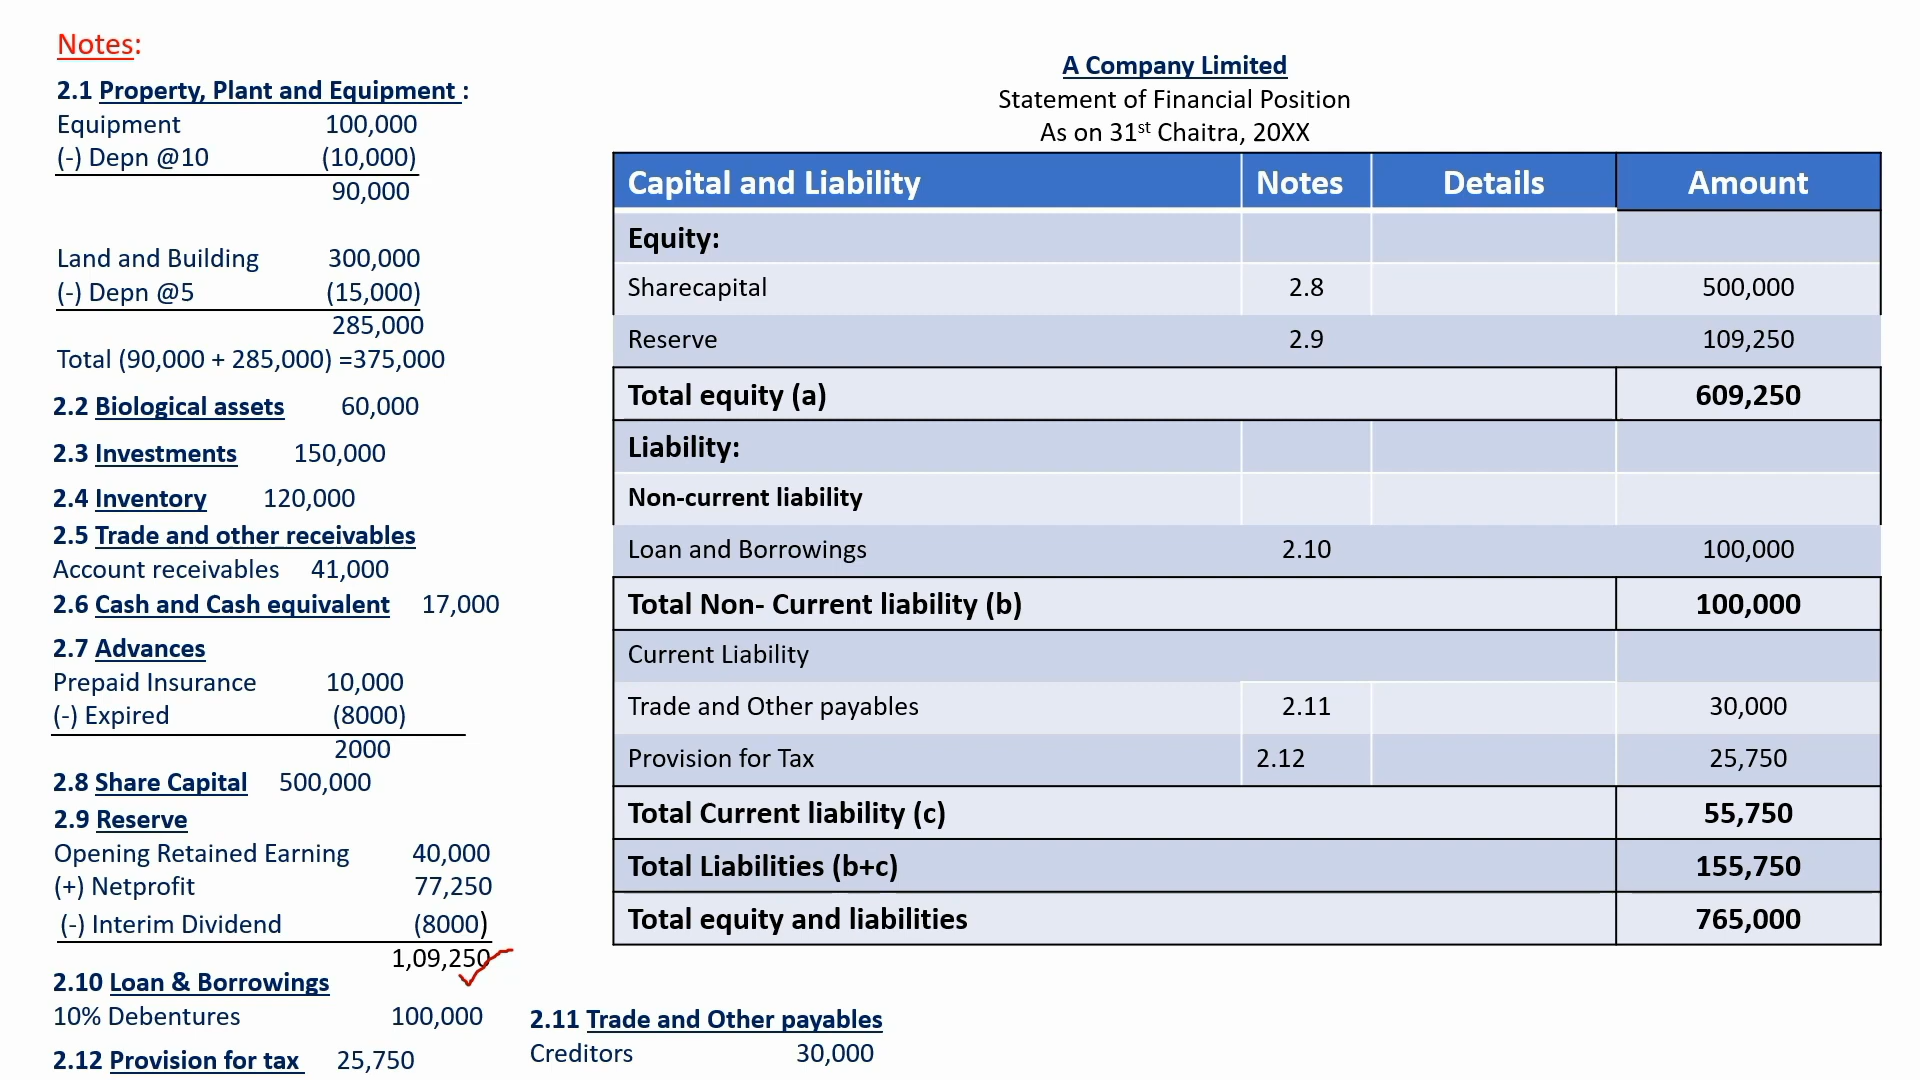 Notes:
2.1 Property, Plant and Equipment :
Equipment 100,000
(-) Depn @10 (10,000)
90,000
Land and Building 300,000
(-) Depn @5 (15,000)
285,000
Total (90,000 + 285,000) =375,000
2.2 Biological assets 60,000
2.3 Investments 150,000
2.4 Inventory 120,000
2.5 Trade and other receivables
Account receivables 41,000
2.6 Cash and Cash equivalent 17,000
2.7 Advances
Prepaid Insurance 10,000
(-) Expired (8000)
2000
2.8 Share Capital 500,000
2.9 Reserve
Opening Retained Earning 40,000
(+) Netprofit 77,250
(-) Interim Dividend (8000)
1,09,250
2.10 Loan & Borrowings
10% Debentures 100,000
2.12 Provision for tax 25,750
2.11 Trade and Other payables
Creditors 30,000
A Company Limited
Statement of Financial Position
As on 31st Chaitra, 20XX
Capital and Liability Notes Details Amount
Equity:
Sharecapital 2.8 500,000
Reserve 2.9 109,250
Total equity (a) 609,250
Liability:
Non-current liability
Loan and Borrowings 2.10 100,000
Total Non- Current liability (b) 100,000
Current Liability
Trade and Other payables 2.11 30,000
Provision for Tax 2.12 25,750
Total Current liability (c) 55,750
Total Liabilities (b+c) 155,750
Total equity and liabilities 765,000